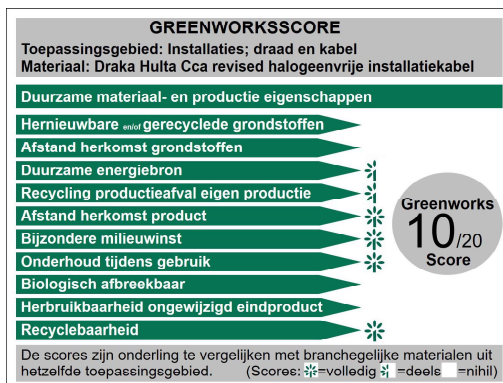 GREENWORKSSCORE
Toepassingsgebied: Installaties; draad en kabel
Materiaal: Draka Hulta Cca revised halogeenvrije installatiekabel
Duurzame materiaal- en productie eigenschappen
Hernieuwbare en/of gerecyclede grondstoffen
Afstand herkomst grondstoffen
Duurzame energiebron
Recycling productieafval eigen productie
Afstand herkomst product
Bijzondere milieuwinst
Onderhoud tijdens gebruik
Biologisch afbreekbaar
Herbruikbaarheid ongewijzigd eindproduct
Recyclebaarheid
Greenworks
10/20
Score
De scores zijn onderling te vergelijken met branchegelijke materialen uit
hetzelfde toepassingsgebied. (Scores: =volledig =deels =nihil)